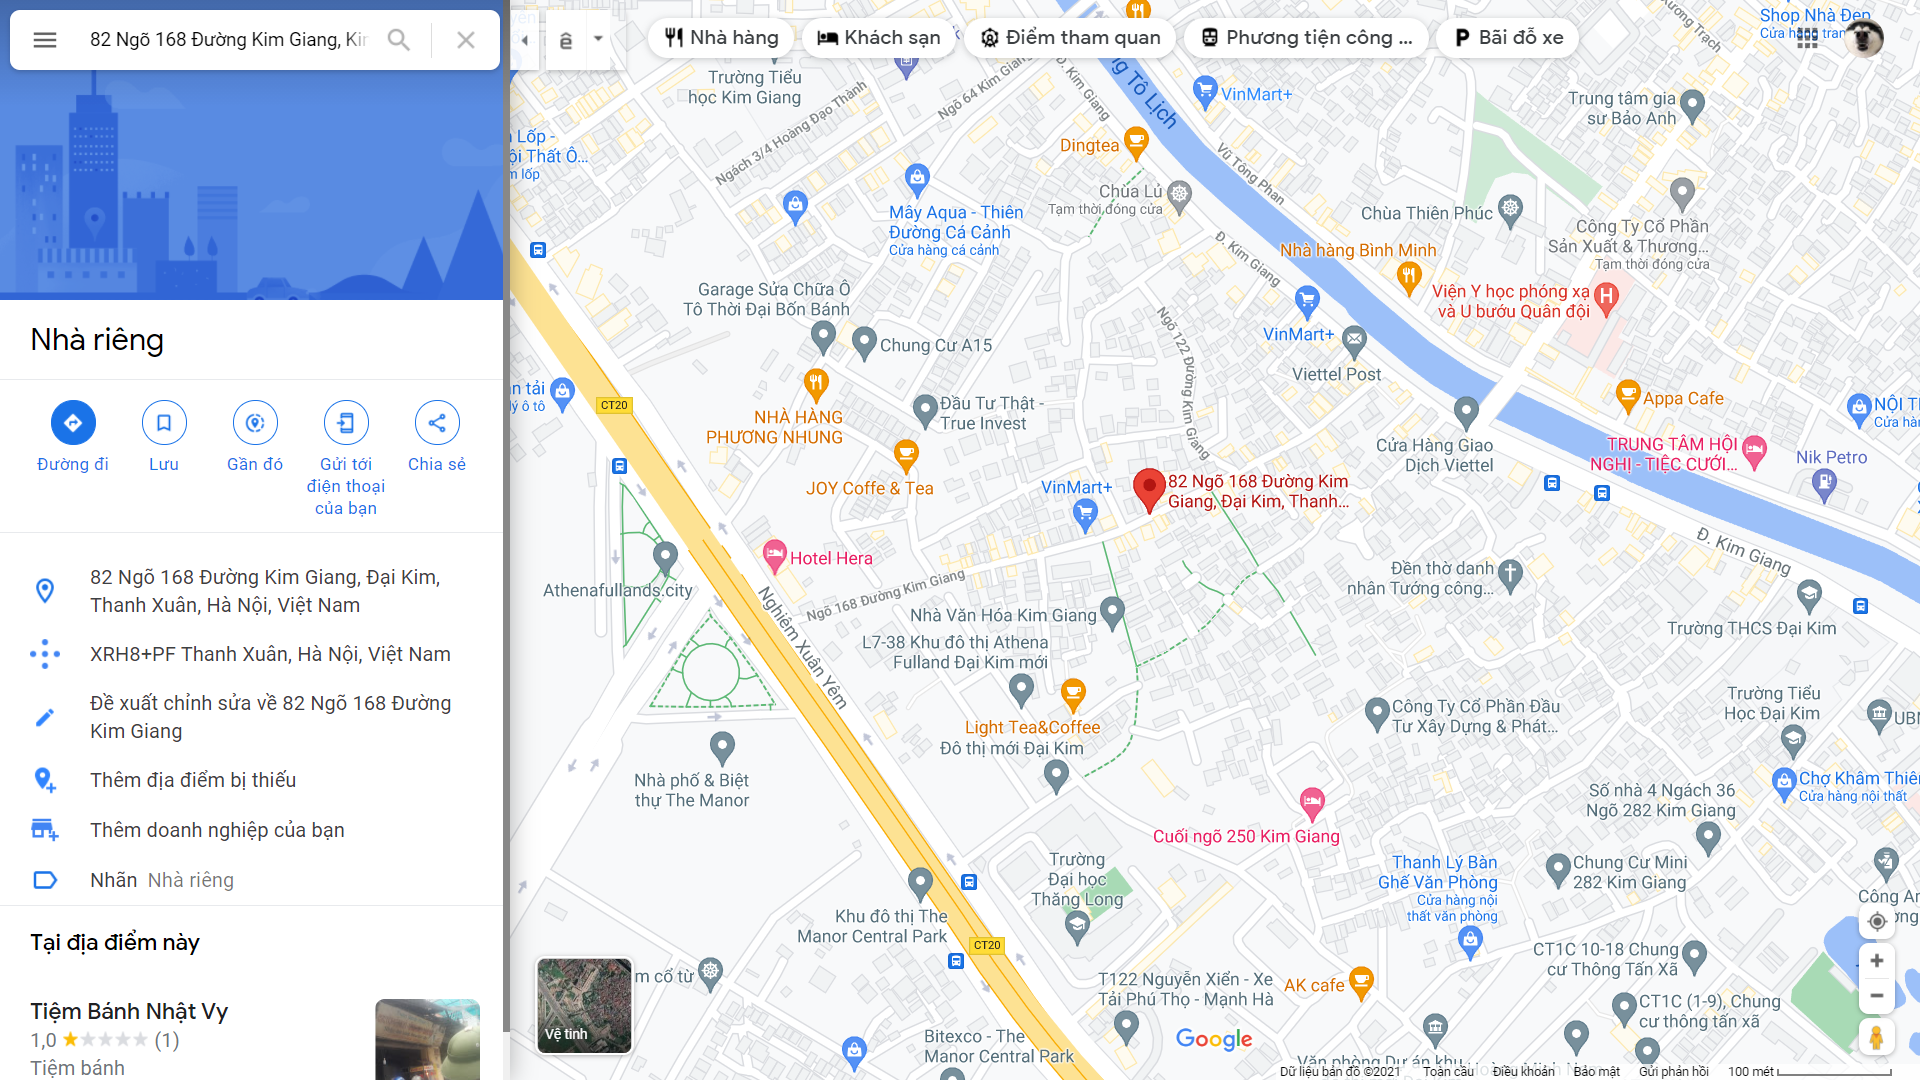 82 Ngõ 168 Đường Kim Giang, Kim
ê
Nhà hàng
Khách sạn
Điểm tham quan
Phương tiện công ...
Bãi đỗ xe
Nhà riêng
Đường đi
Lưu
Gần đó
Gửi tới
điện thoại
của bạn
Chia sẻ
82 Ngõ 168 Đường Kim Giang, Đại Kim,
Thanh Xuân, Hà Nội, Việt Nam
XRH8+PF Thanh Xuân, Hà Nội, Việt Nam
Đề xuất chỉnh sửa về 82 Ngõ 168 Đường
Kim Giang
Thêm địa điểm bị thiếu
Thêm doanh nghiệp của bạn
Nhãn Nhà riêng
Tại địa điểm này
Tiệm Bánh Nhật Vy
1,0 (1)
Tiệm bánh
Shop Nhà Đen
Trường Tiểu
học Kim Giang
Ngách 3/4 Hoàng Đạo Thành
Ngõ 64 Kim Giang
Đ. Kim Giang
ng Tô Lịch
VinMart+
Vũ Tông Phan
Trung tâm gia
sư Bảo Anh
Lốp -
ội Thất Ô...
m lốp
Dingtea
Chùa Lủ
Tạm thời đóng cửa
Mây Aqua - Thiên
Đường Cá Cảnh
Cửa hàng cá cảnh
Chùa Thiên Phúc
Công Ty Cổ Phần
Sản Xuất & Thương...
Tạm thời đóng cửa
Đ. Kim Giang
Nhà hàng Bình Minh
Viện Y học phóng xạ
và U bướu Quân đội
Garage Sửa Chữa Ô
Tô Thời Đại Bốn Bánh
Chung Cư A15
Ngõ 122 Đường Kim Giang
VinMart+
Viettel Post
n tải
lý ô tô
CT20
NHÀ HÀNG
PHƯƠNG NHUNG
Đầu Tư Thật -
True Invest
Appa Cafe
NỘI TH
Cửa hàn
Cửa Hàng Giao
Dịch Viettel
TRUNG TÂM HỘI
NGHỊ - TIỆC CƯỚI...
Nik Petro
JOY Coffe & Tea
VinMart+
82 Ngõ 168 Đường Kim
Giang, Đại Kim, Thanh...
Đ. Kim Giang
Hotel Hera
Athenafullands.city
Nghiêm Xuân Yêm
Ngõ 168 Đường Kim Giang
Nhà Văn Hóa Kim Giang
Đền thờ danh
nhân Tướng công...
L7-38 Khu đô thị Athena
Fulland Đại Kim mới
Trường THCS Đại Kim
Light Tea&Coffee
Đô thị mới Đại Kim
Công Ty Cổ Phần Đầu
Tư Xây Dựng & Phát...
Trường Tiểu
Học Đại Kim
UBN
Nhà phố & Biệt
thự The Manor
Số nhà 4 Ngách 36
Ngõ 282 Kim Giang
Chợ Khâm Thiên
Cửa hàng nội thất
Cuối ngõ 250 Kim Giang
Trường
Đại học
Thăng Long
Thanh Lý Bàn
Ghế Văn Phòng
Cửa hàng nội
thất văn phòng
Chung Cư Mini
282 Kim Giang
Công An
Khu đô thị The
Manor Central Park
CT20
m cổ từ
CT1C 10-18 Chung
cư Thông Tấn Xã
T122 Nguyễn Xiển - Xe
Tải Phú Thọ - Mạnh Hà
AK cafe
CT1C (1-9), Chung
cư thông tấn xã
Vệ tinh
Bitexco - The
Manor Central Park
Google
Văn phòng Dự án khu
Dữ liệu bản đồ ©2021 Toàn cầu Điều khoản Bảo mật Gửi phản hồi 100 mét